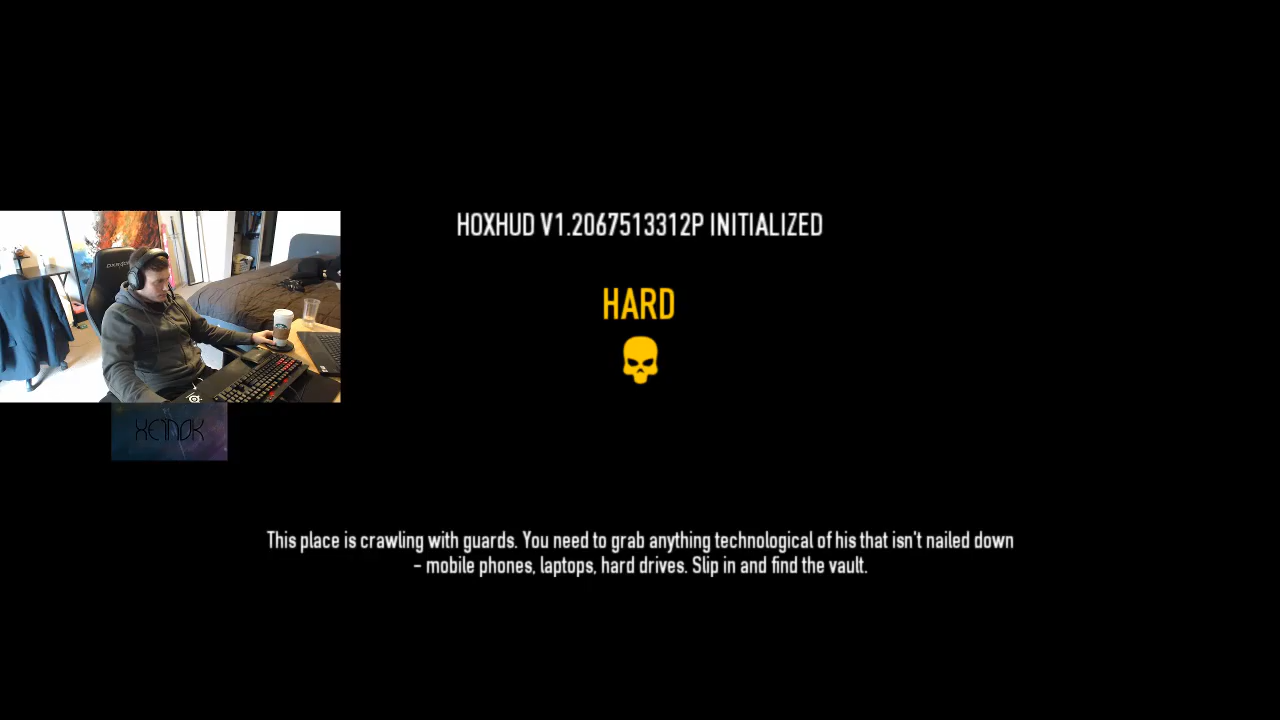 HOXHUD V1.2067513312P INITIALIZED
HARD
XEINOK
This place is crawling with guards. You need to grab anything technological of his that isn't nailed down
- mobile phones, laptops, hard drives. Slip in and find the vault.